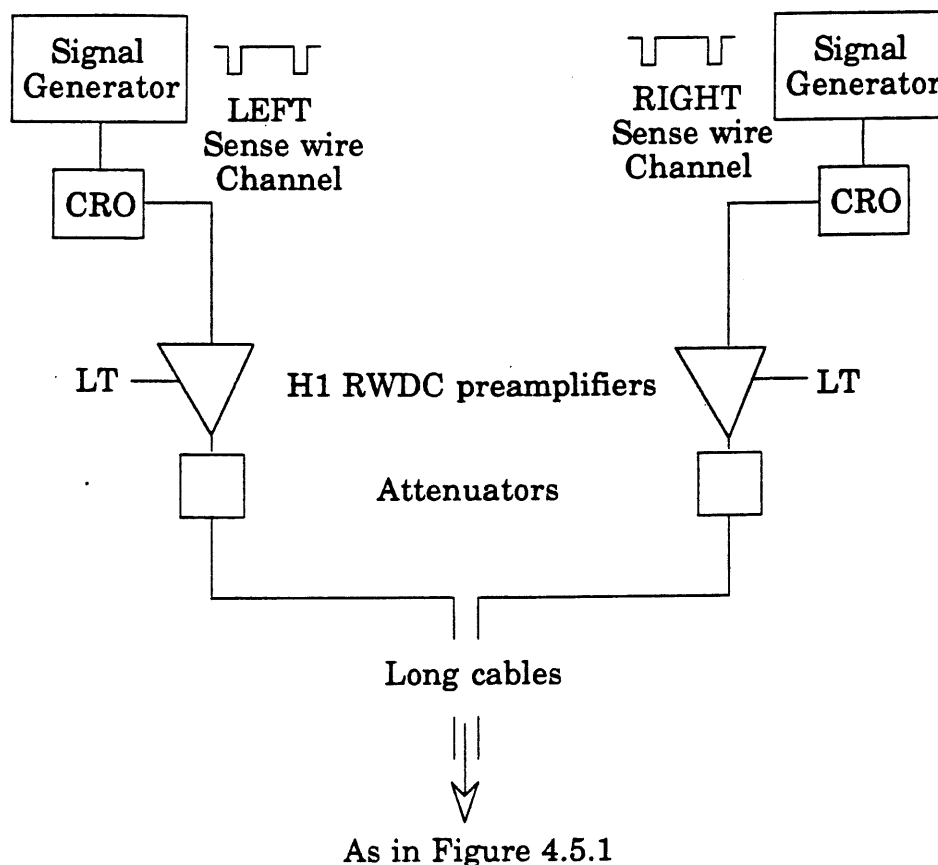 Signal
Generator
LEFT
Sense wire
Channel
CRO
RIGHT
Sense wire
Channel
Signal
Generator
CRO
LT
H1 RWDC preamplifiers
LT
Attenuators
Long cables
As in Figure 4.5.1